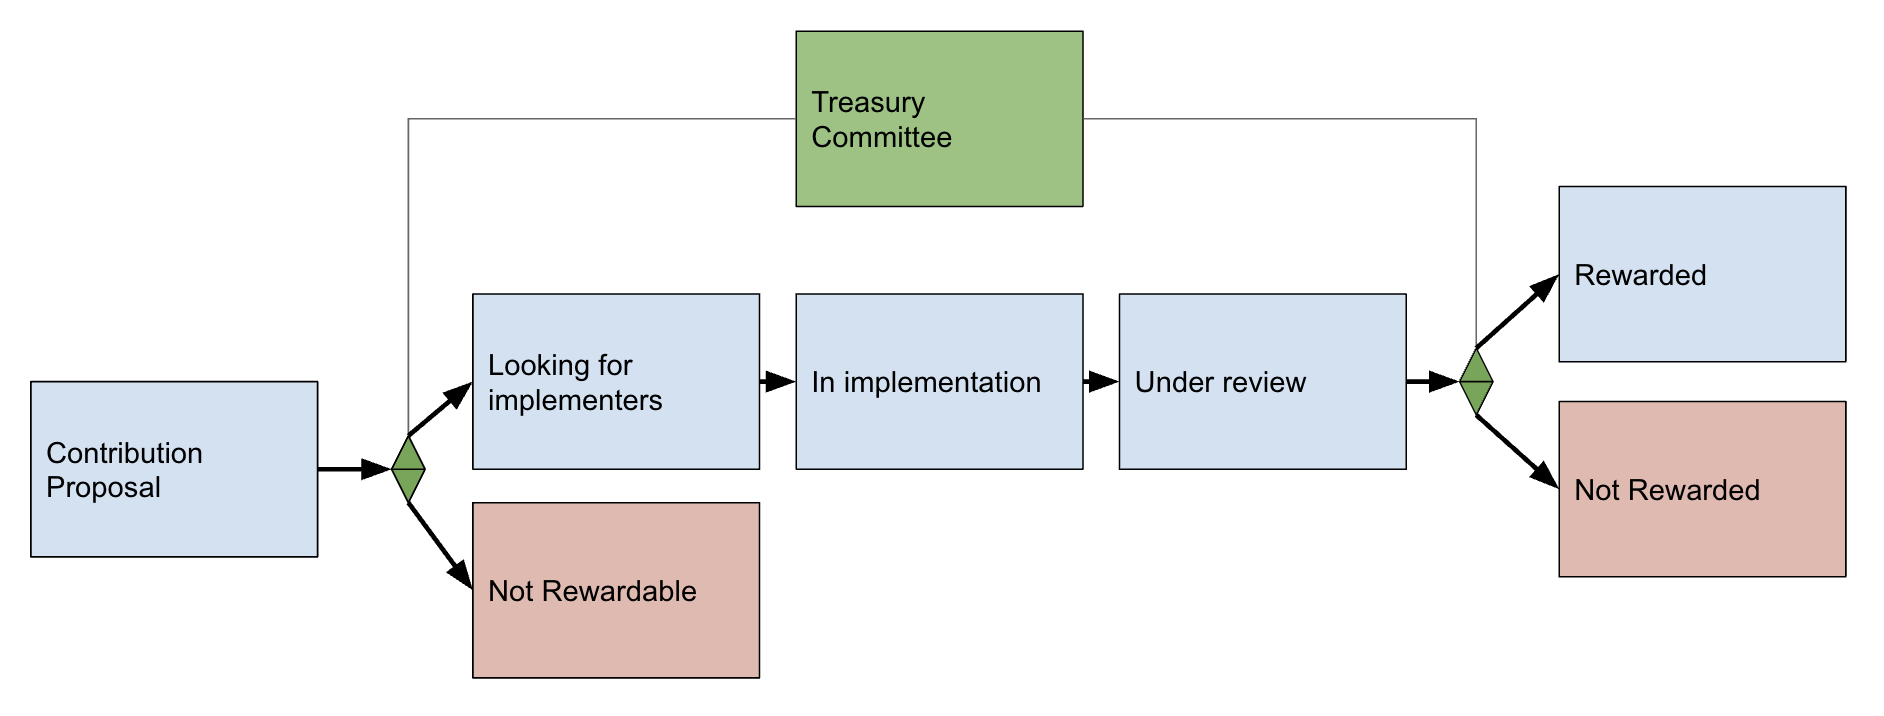 Treasury
Committee
Contribution
Proposal
Looking for
implementers
Not Rewardable
In implementation
Under review
Rewarded
Not Rewarded